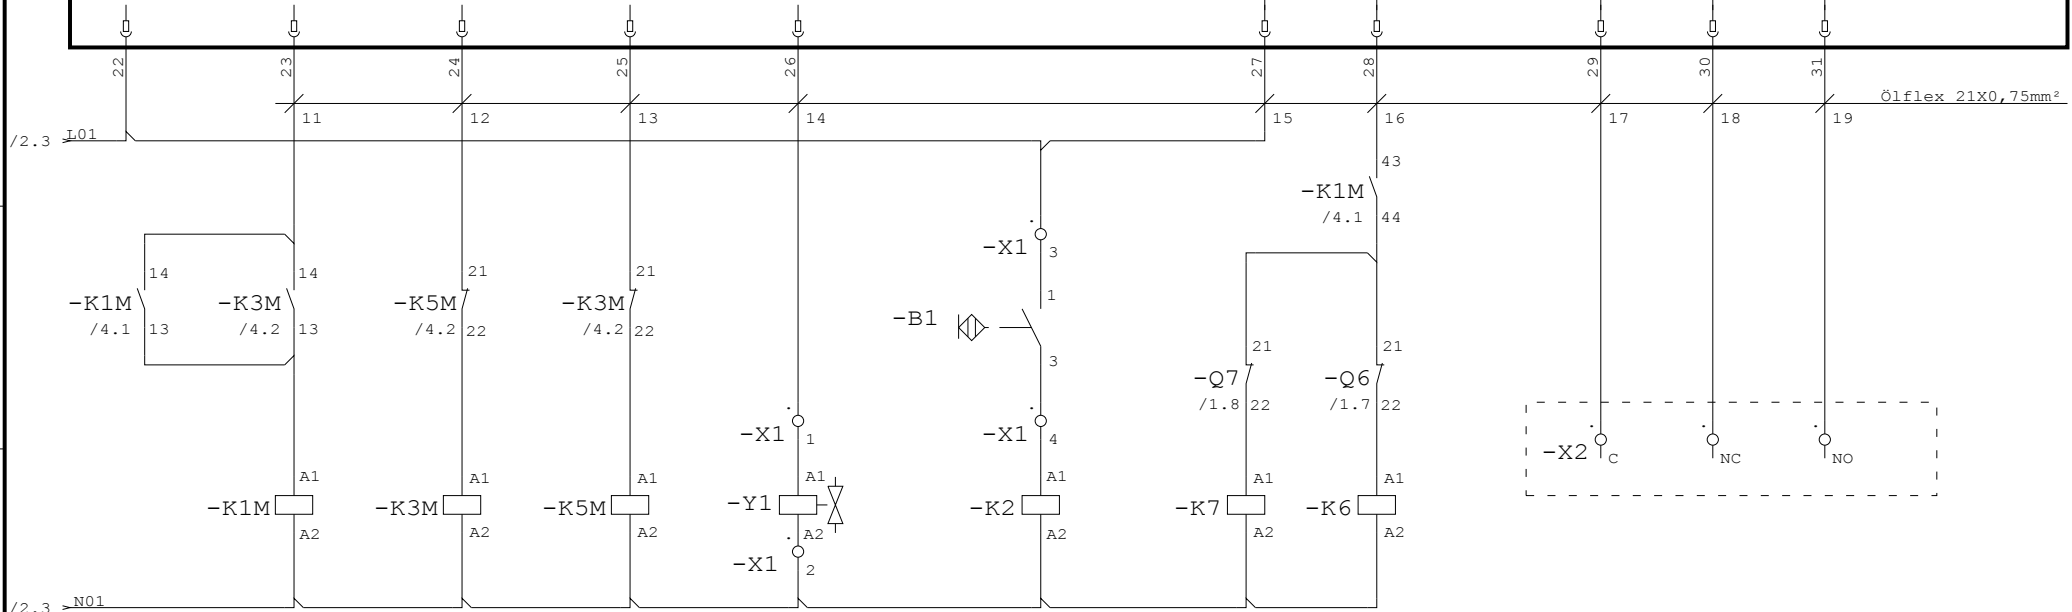 22 23 24 25 26 27 28 29 30 31
Ölflex 21X0,75mm²
11 12 13 14 15 16 17 18 19
/2.3 L01
43
-K1M
/4.1 44
-X1
3
14 14 21 21
-K1M -K3M -K5M -K3M
/4.1 13 /4.2 13 /4.2 22 /4.2 22
1
-B1
3
21 21
-Q7 -Q6
/1.8 22 /1.7 22
-X1 1 -X1 4
-X2 C NC NO
A1 A1 A1 A1 A1 A1 A1
-K1M -K3M -K5M -Y1 -K2 -K7 -K6
A2 A2 A2 A2 A2 A2 A2
-X1 2
/2.3 N01